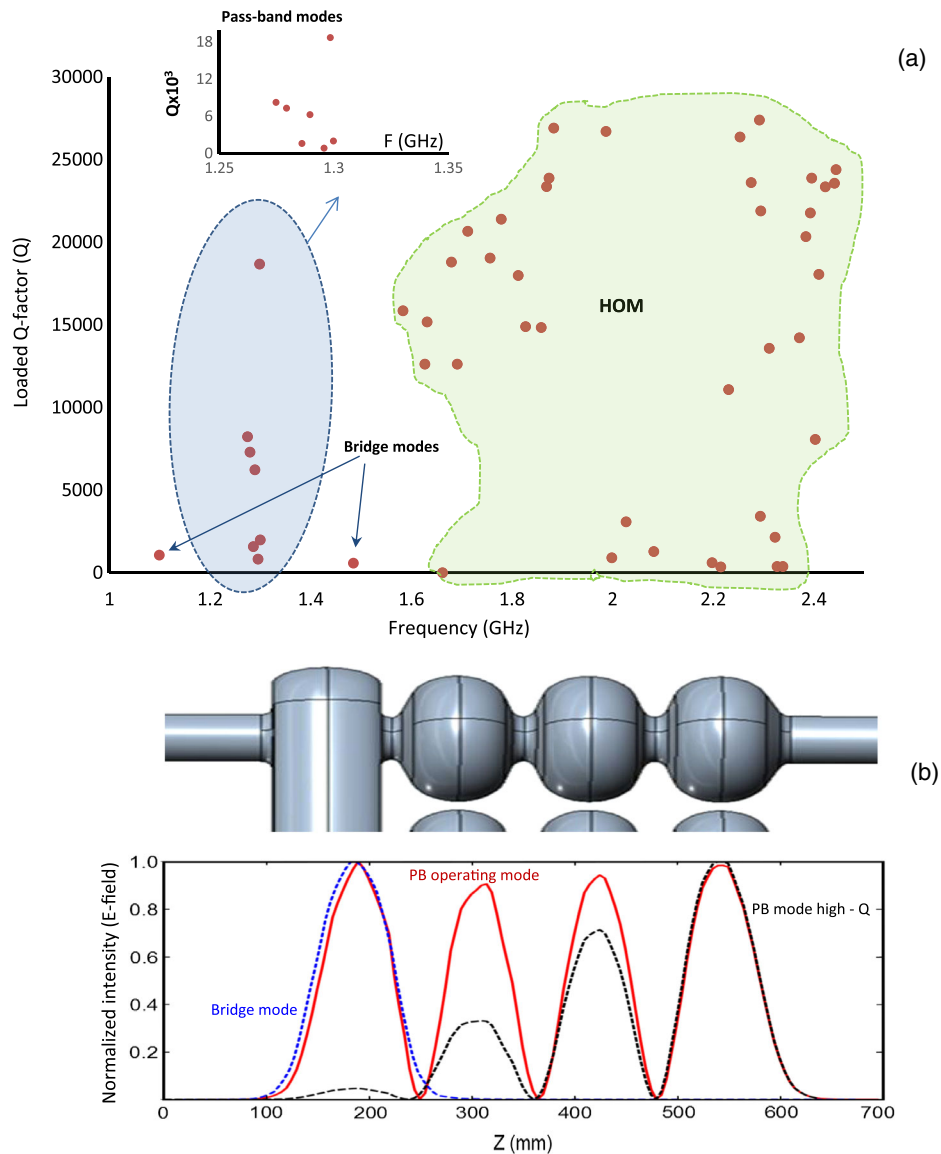 Pass-band modes
(a)
18
12
6
0
Qx10³
F (GHz)
1.25
1.3
1.35
30000
25000
20000
15000
10000
5000
0
Loaded Q-factor (Q)
HOM
Bridge modes
1
1.2
1.4
1.6
1.8
2
2.2
2.4
Frequency (GHz)
(b)
1.0
0.8
0.6
0.4
0.2
Normalized intensity (E-field)
PB operating mode
PB mode high - Q
Bridge mode
0
100
200
300
400
500
600
700
Z (mm)